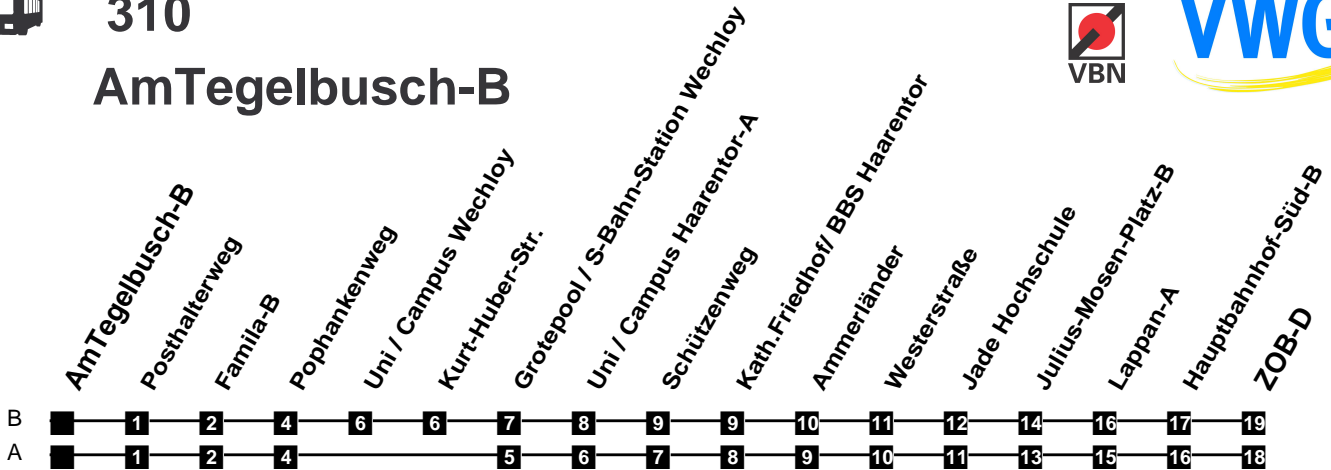 310
AmTegelbusch-B
VBN
VWG
AmTegelbusch-B
Posthalterweg
Famila-B
Pophankenweg
Uni / Campus Wechloy
Kurt-Huber-Str.
Grotepool / S-Bahn-Station Wechloy
Uni / Campus Haarentor-A
Schützenweg
Kath.Friedhof/ BBS Haarentor
Ammerländer
Westerstraße
Jade Hochschule
Julius-Mosen-Platz-B
Lappan-A
Hauptbahnhof-Süd-B
ZOB-D
B 1 2 4 6 6 7 8 9 9 10 11 12 14 16 17 19
A 1 2 4 5 6 7 8 9 10 11 13 15 16 18